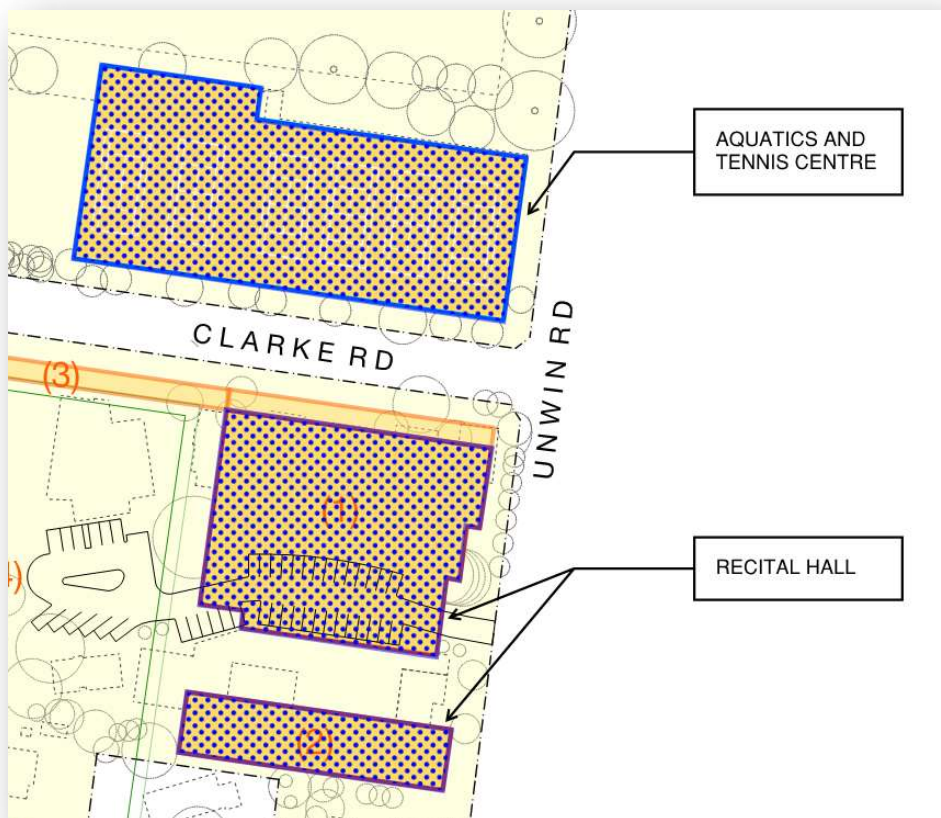 AQUATICS AND
TENNIS CENTRE
CLARKE RD
UNWIN RD
(3)
(1)
RECITAL HALL
(2)